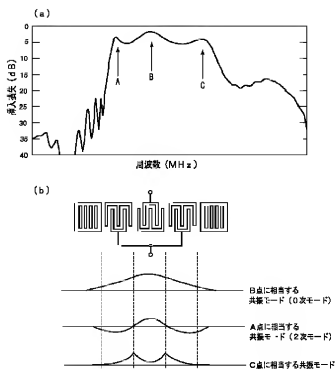 (a)
0
5
10
15
20
25
30
35
40
挿入損失(dB)
A
B
C
周波数(MHz)
(b)
B点に相当する
共振モード(0次モード)
A点に相当する
共振モード(2次モード)
C点に相当する共振モード